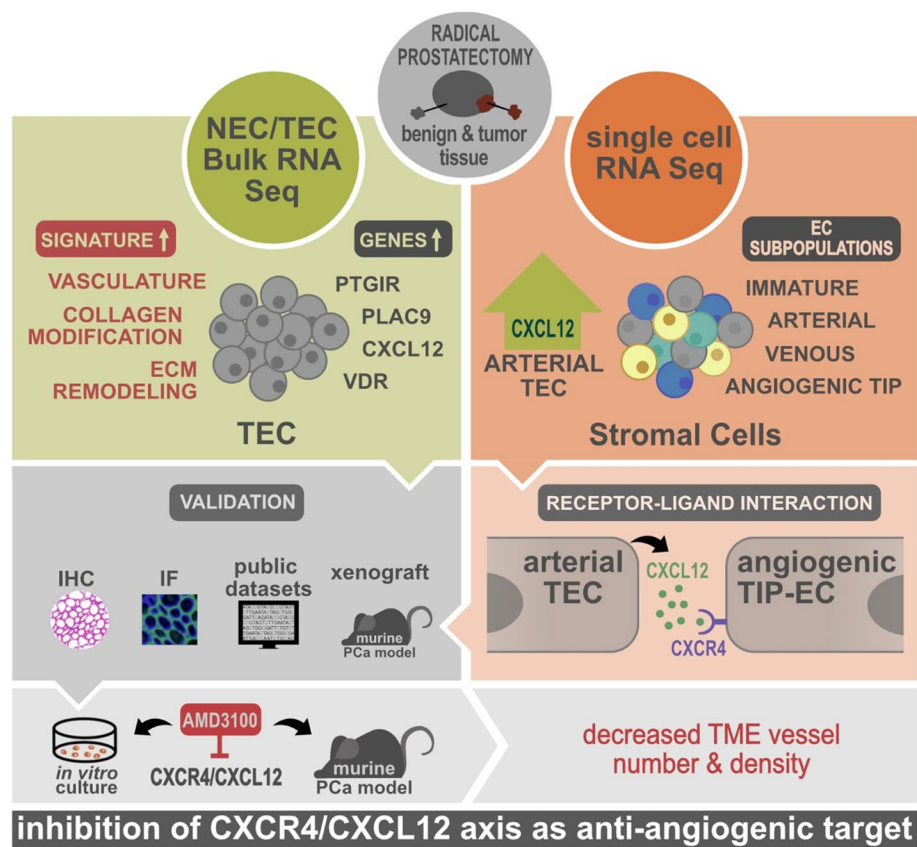 RADICAL
PROSTATECTOMY
benign & tumor
tissue
NEC/TEC
Bulk RNA
Seq
single cell
RNA Seq
SIGNATURE ↑
VASCULATURE
COLLAGEN
MODIFICATION
ECM
REMODELING
GENES ↑
PTGIR
PLAC9
CXCL12
VDR
TEC
CXCL12
ARTERIAL
TEC
EC
SUBPOPULATIONS
IMMATURE
ARTERIAL
VENOUS
ANGIOGENIC TIP
Stromal Cells
VALIDATION
IHC
IF
public
datasets
xenograft
murine
PCa model
RECEPTOR-LIGAND INTERACTION
arterial
TEC
CXCL12
CXCR4
angiogenic
TIP-EC
in vitro
culture
AMD3100
CXCR4/CXCL12
murine
PCa model
decreased TME vessel
number & density
inhibition of CXCR4/CXCL12 axis as anti-angiogenic target